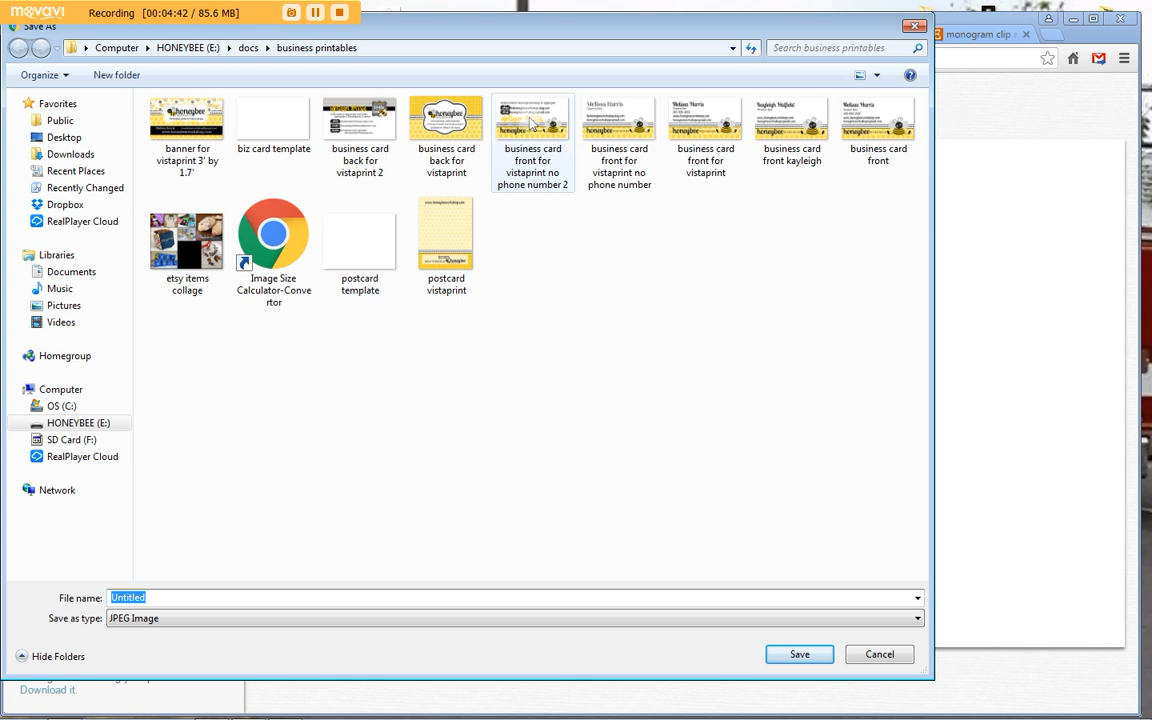 movavi
Recording [00:04:42 / 85.6 MB]
Save As
monogram clip a
Computer HONEYBEE (E:) docs business printables
Search business printables
Organize New folder
Favorites
Public
Desktop
Downloads
Recent Places
Recently Changed
Dropbox
RealPlayer Cloud
Libraries
Documents
Music
Pictures
Videos
Homegroup
Computer
OS (C:)
HONEYBEE (E:)
SD Card (F:)
RealPlayer Cloud
Network
banner for
vistaprint 3' by
1.7'
biz card template
business card
back for
vistaprint 2
business card
back for
vistaprint
business card
front for
vistaprint no
phone number 2
business card
front for
vistaprint no
phone number
business card
front for
vistaprint
business card
front kayleigh
business card
front
etsy items
collage
Image Size
Calculator-Conve
rtor
postcard
template
postcard
vistaprint
File name: Untitled
Save as type: JPEG Image
Hide Folders
Save
Cancel
Download it.